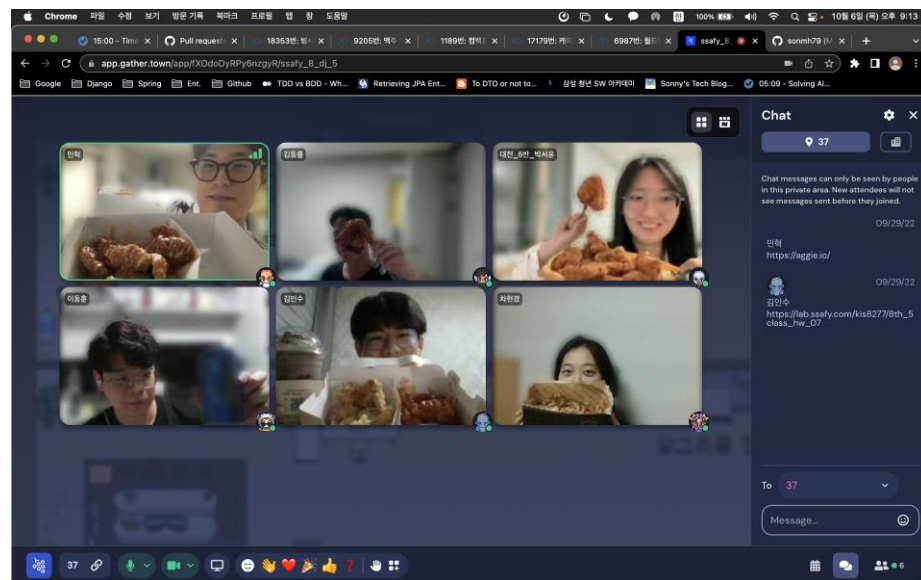 Chrome 파일 수정 보기 방문 기록 북마크 프로필 탭 창 도움말 100% 10월 6일 (목) 오후 9:13
15:00 - Time Pull request 18353번: 9205번: 맥주 1189번: 컴백 17179번: 6987번: 월드 ssafy_8 sonmh79 (M
app.gather.town/app/fXOdoDyRPy6nzgyR/ssafy_8_dj_5
Google Django Spring Ent. Github TDD vs BDD - Wh... Retrieving JPA Ent... To DTO or not to... 삼성 청년 SW 아카데미 Sonny's Tech Blog... 05:09 - Solving Al...
Chat
37
Chat messages can only be seen by people
in this private area. New attendees will not
see messages sent before they joined.
09/29/22
민혁
https://aggie.io/
09/29/22
김인수
https://lab.ssafy.com/kis8277/8th_5
class_hw_07
민혁
김동률
대전_5반_박서윤
이동훈
김인수
차현경
To 37
Message...
37
6